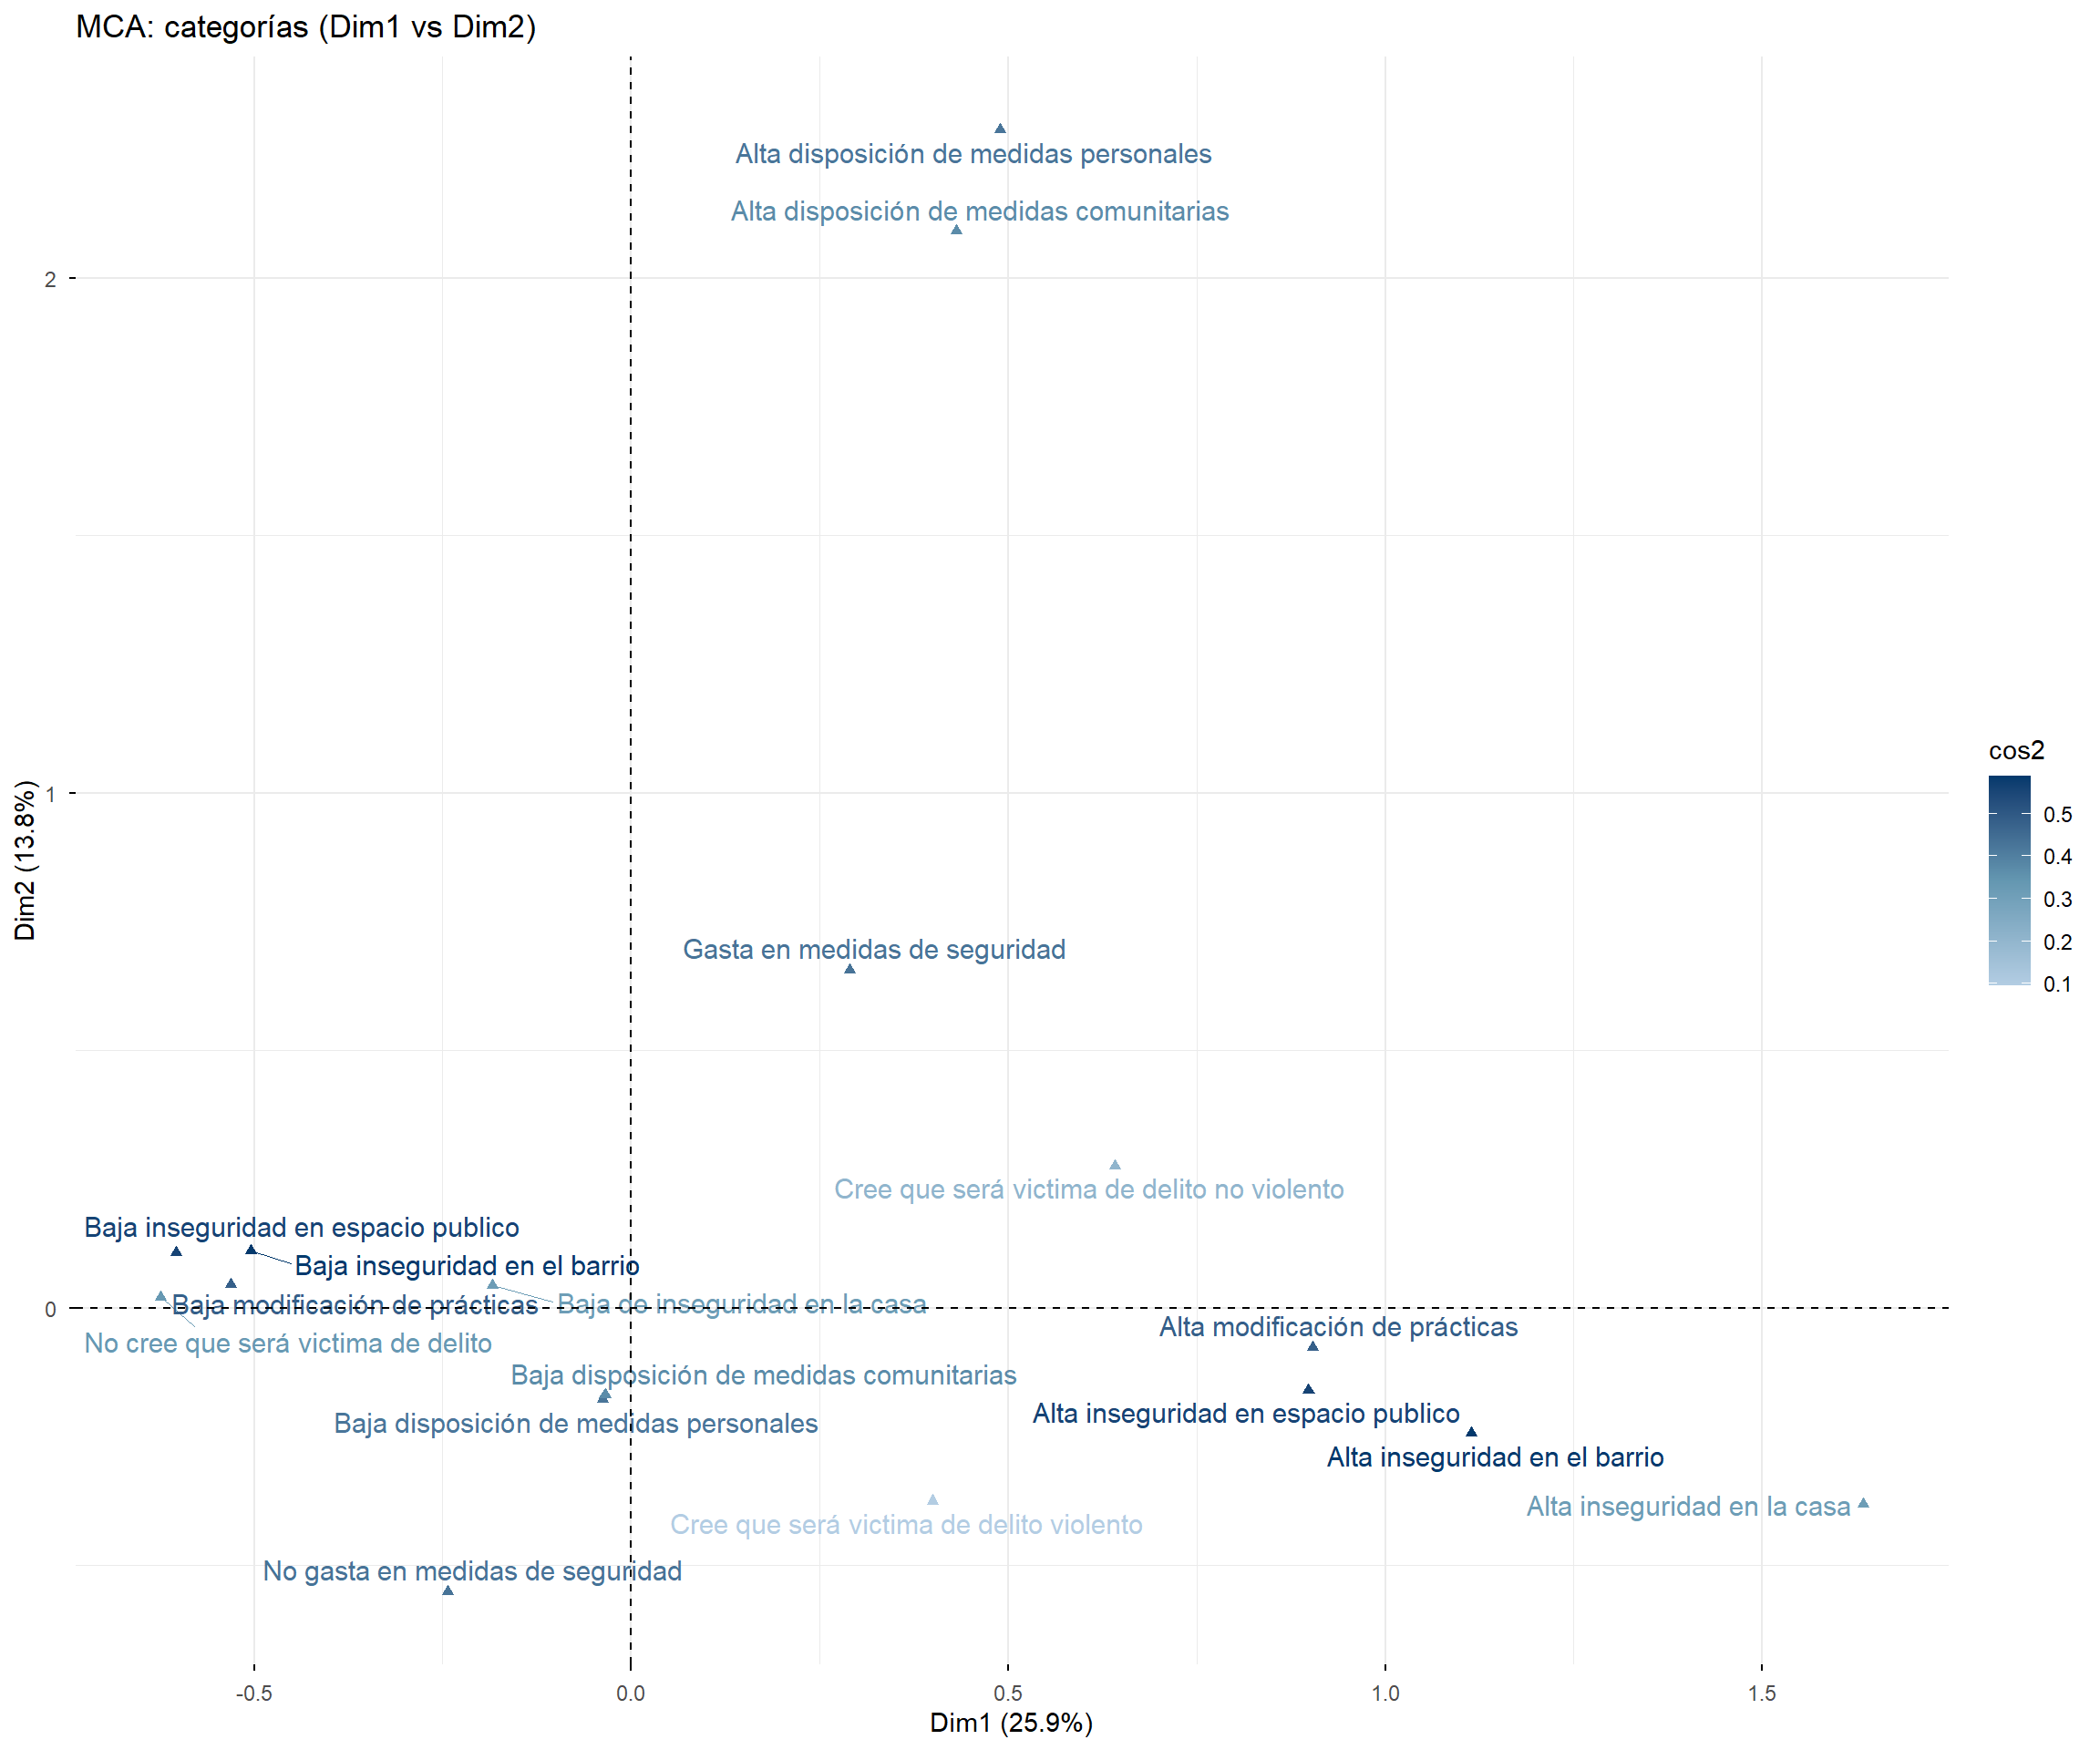 MCA: categorías (Dim1 vs Dim2)
Alta disposición de medidas personales
Alta disposición de medidas comunitarias
2
cos2
Dim2 (13.8%)
1
0.5
0.4
0.3
0.2
0.1
Gasta en medidas de seguridad
Cree que será victima de delito no violento
Baja inseguridad en espacio publico
Baja inseguridad en el barrio
0
Baja modificación de prácticas
Baja de inseguridad en la casa
Alta modificación de prácticas
No cree que será victima de delito
Baja disposición de medidas comunitarias
Alta inseguridad en espacio publico
Baja disposición de medidas personales
Alta inseguridad en el barrio
Alta inseguridad en la casa
Cree que será victima de delito violento
No gasta en medidas de seguridad
-0.5
0.0
0.5
1.0
1.5
Dim1 (25.9%)